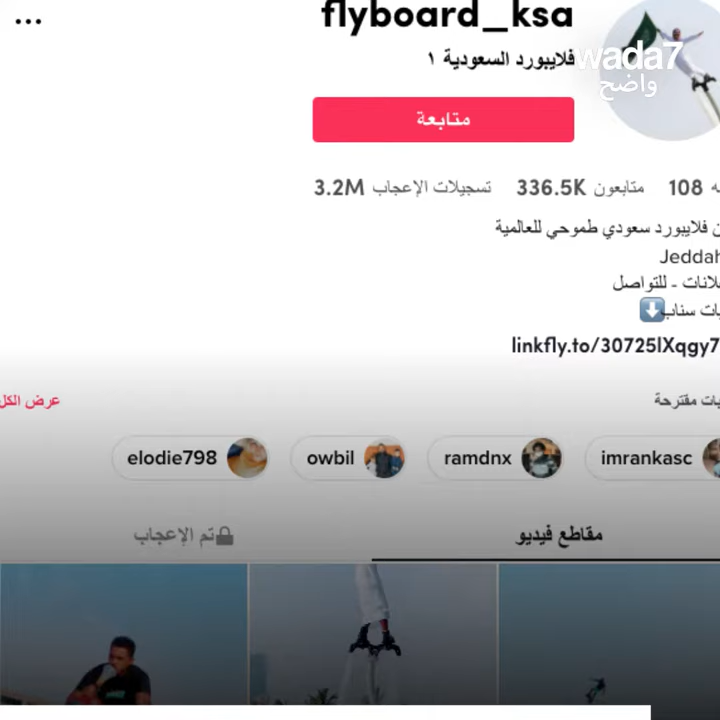 flyboard_ksa
فلايبورد السعودية ١
wada7
واضح
متابعة
108 متابعون 336.5K تسجيلات الإعجاب 3.2M
فلايبورد سعودي طموحي للعالمية
Jeddah
للتواصل -
سناب
linkfly.to/30725lXqgy7
مقترحة
عرض الكل
imrankasc
ramdnx
owbil
elodie798
مقاطع فيديو
تم الإعجاب